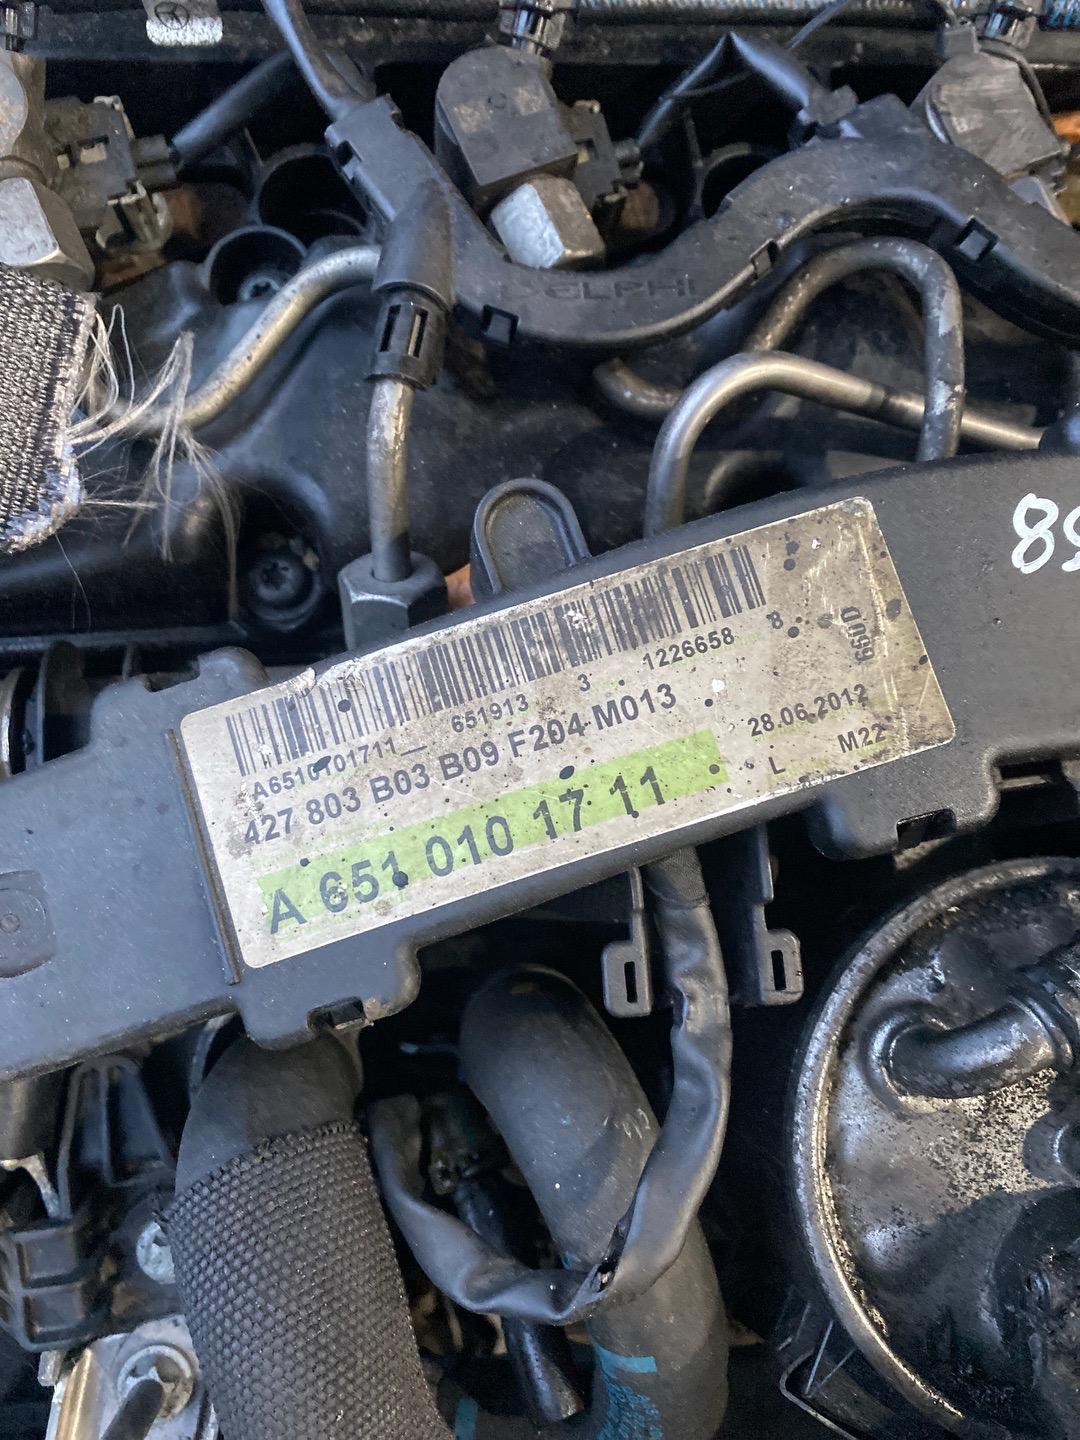 DELPHI
85
A6510101711 651913 3 1226658 8
427 803 B03 B09 F204 M013
A 651 010 17 11
28.06.2012
L M22